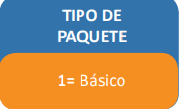 TIPO DE
PAQUETE
1= Básico